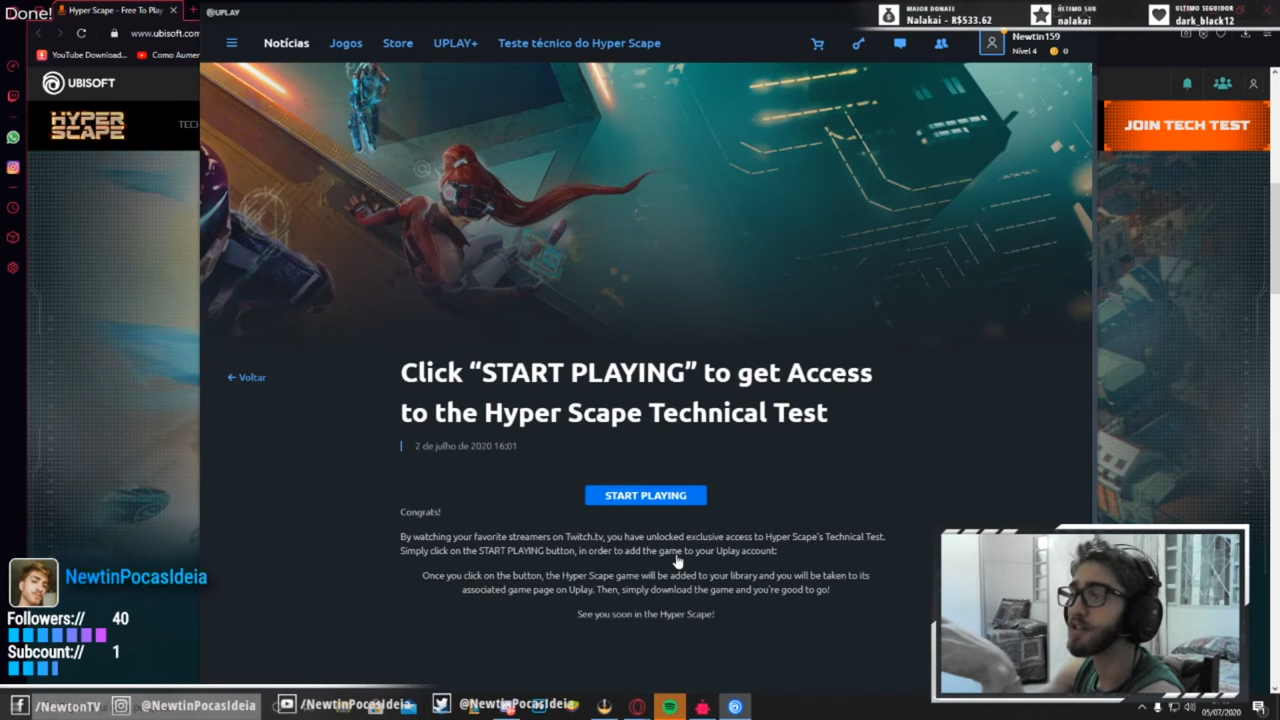 Done!
Hyper Scape - Free To Play
UPLAY
MAJOR DONATE
Nalakai - R$533.62
ÚLTIMO SUB
nalakai
ULTIMO SEGUIDOR
dark_black12
www.ubisoft.com
Notícias
Jogos
Store
UPLAY+
Teste técnico do Hyper Scape
Newtin159
Nível 4
0
YouTube Download...
Como Aumen
UBISOFT
HYPER
SCAPE
TECH
JOIN TECH TEST
← Voltar
Click “START PLAYING” to get Access
to the Hyper Scape Technical Test
2 de julho de 2020 16:01
START PLAYING
Congrats!
By watching your favorite streamers on Twitch.tv, you have unlocked exclusive access to Hyper Scape's Technical Test.
Simply click on the START PLAYING button, in order to add the game to your Uplay account:
Once you click on the button, the Hyper Scape game will be added to your library and you will be taken to its
associated game page on Uplay. Then, simply download the game and you're good to go!
See you soon in the Hyper Scape!
NewtinPocasIdeia
Followers:// 40
Subcount:// 1
/NewtonTV
@NewtinPocasIdeia
/NewtinPocasIdeia
@NewtinPocasIdeia
05/07/2020